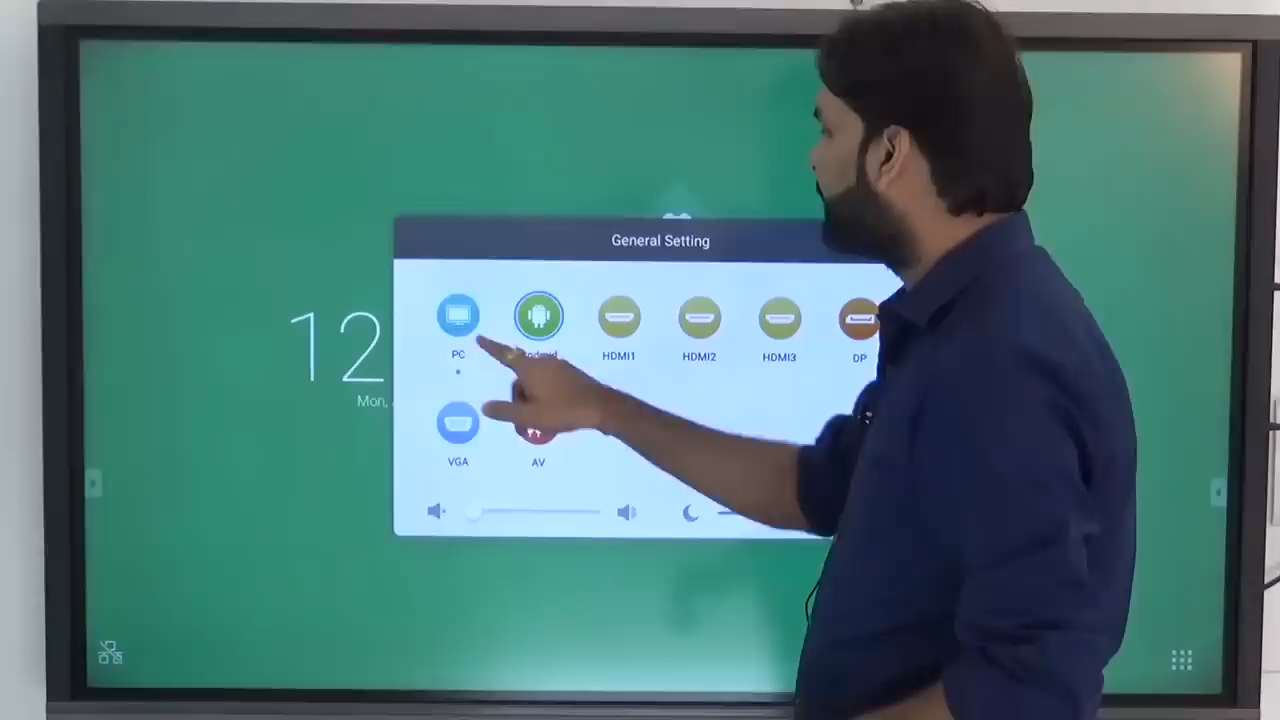 General Setting
12
Mon,
PC
HDMI1
HDMI2
HDMI3
DP
VGA
AV